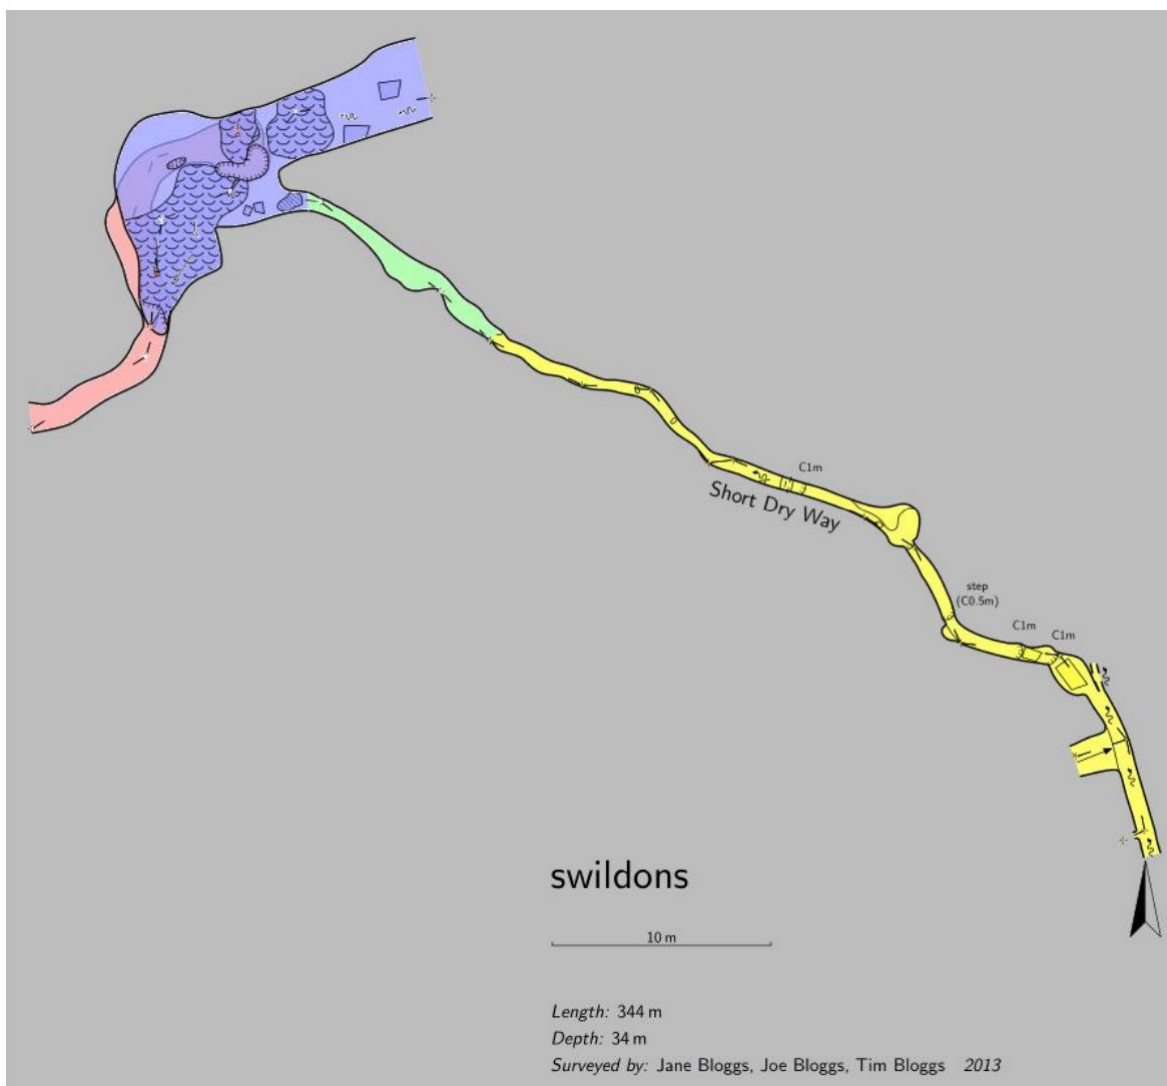 C1m
Short Dry Way
step
(C0.5m)
C1m
C1m
swildons
10 m
Length: 344 m
Depth: 34 m
Surveyed by: Jane Bloggs, Joe Bloggs, Tim Bloggs 2013